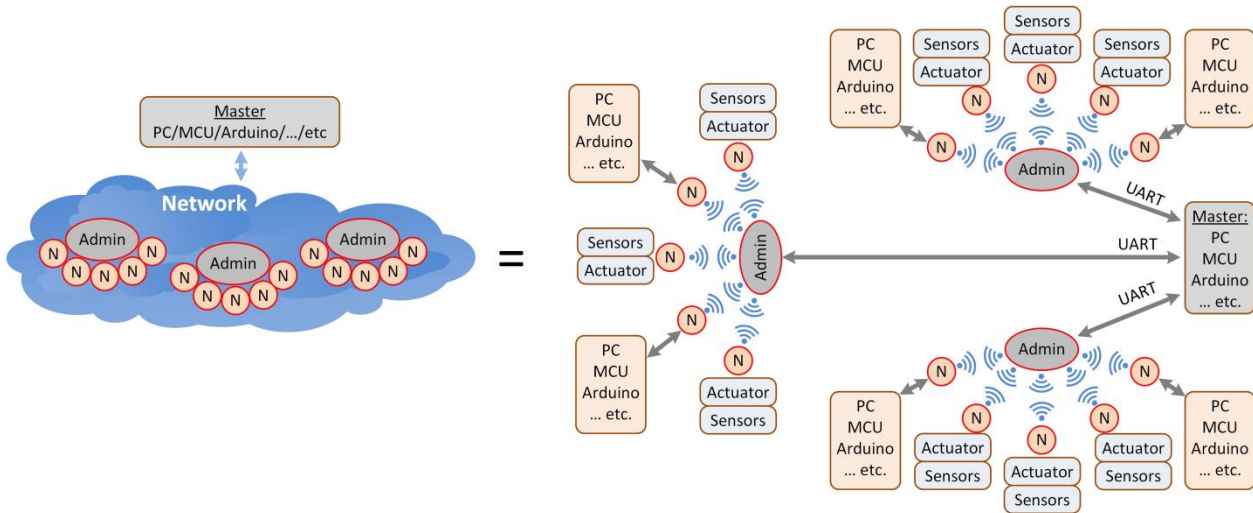 Master
PC/MCU/Arduino/.../etc
Network
Admin
N
N
N
N
N
Admin
N
N
N
N
N
Admin
N
N
N
N
N
=
PC
MCU
Arduino
... etc.
N
Sensors
Actuator
N
Sensors
Actuator
N
Admin
N
PC
MCU
Arduino
... etc.
N
Actuator
Sensors
PC
MCU
Arduino
... etc.
N
Sensors
Actuator
N
Sensors
Actuator
N
Sensors
Actuator
N
PC
MCU
Arduino
... etc.
N
Admin
UART
UART
UART
Master:
PC
MCU
Arduino
... etc.
Admin
N
PC
MCU
Arduino
... etc.
N
Actuator
Sensors
N
Actuator
Sensors
N
Actuator
Sensors
N
PC
MCU
Arduino
... etc.